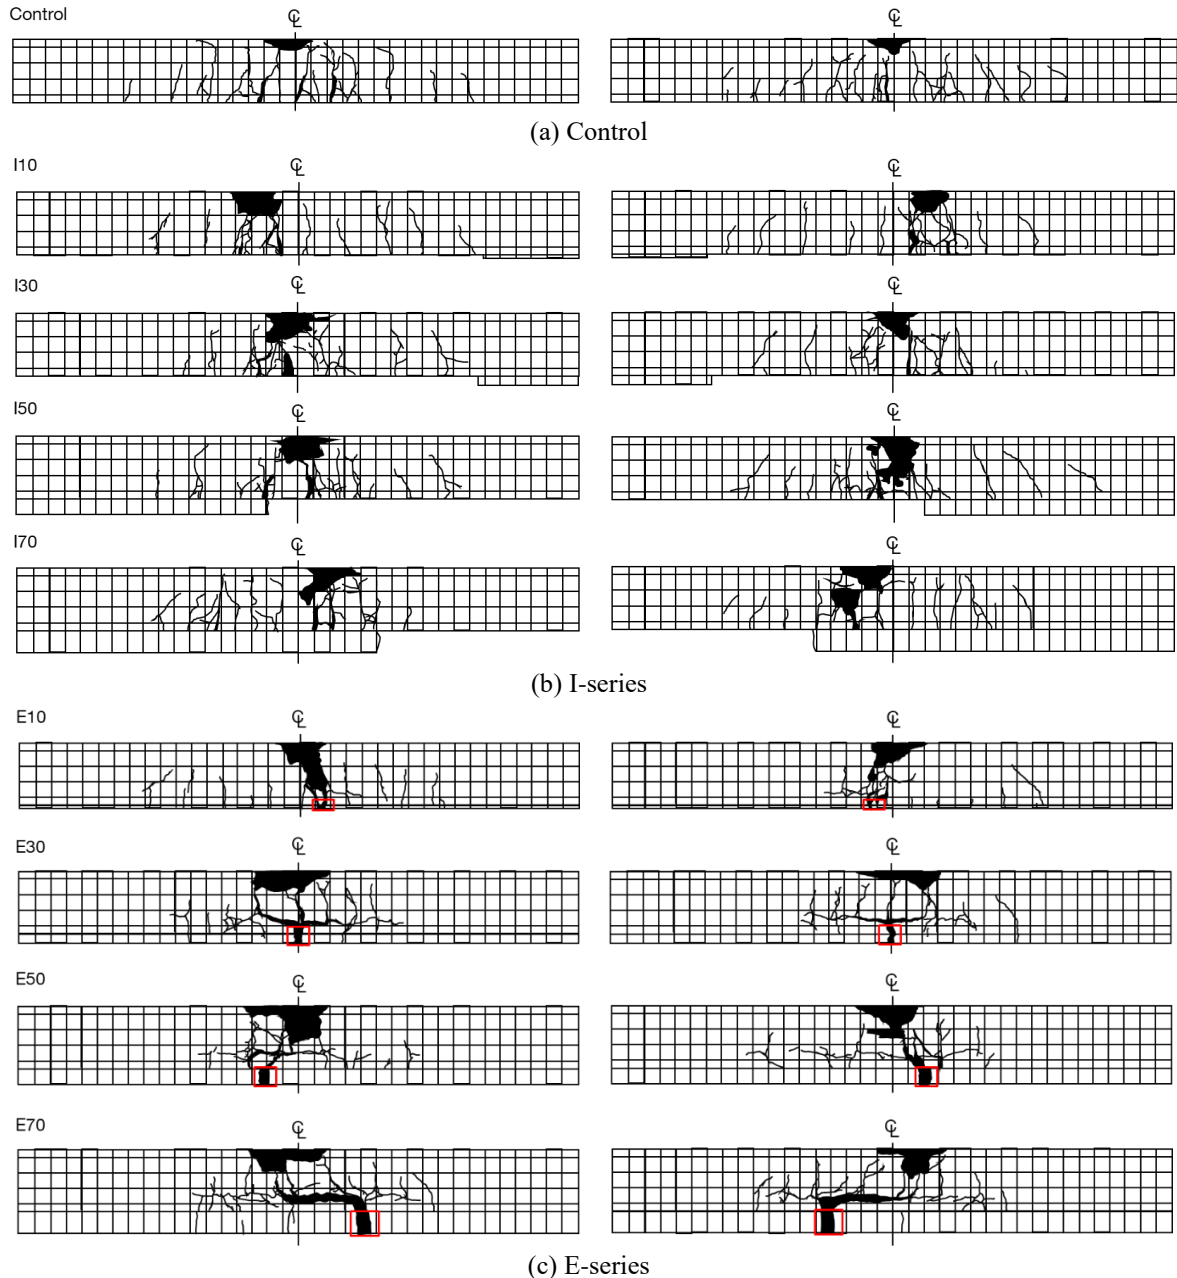 Control ℄ ℄
(a) Control
I10 ℄ ℄
I30 ℄ ℄
I50 ℄ ℄
I70 ℄ ℄
(b) I-series
E10 ℄ ℄
E30 ℄ ℄
E50 ℄ ℄
E70 ℄ ℄
(c) E-series